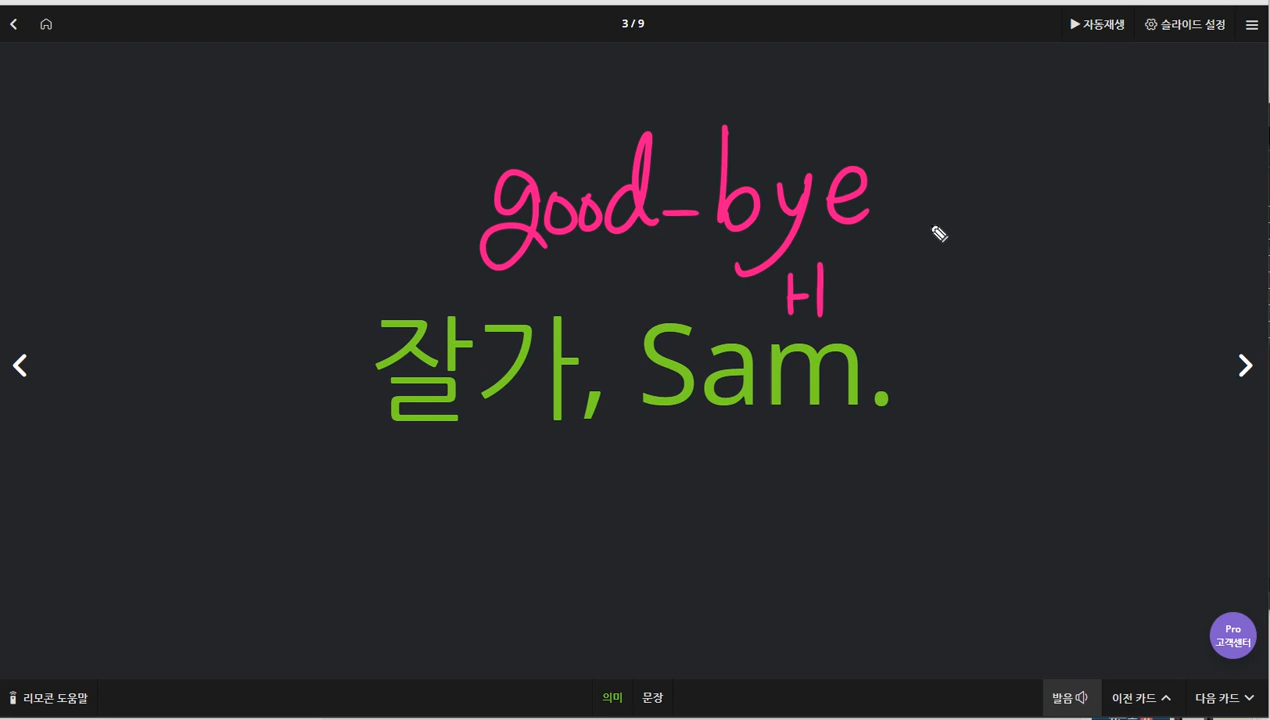 3 / 9
자동재생
슬라이드 설정
good-bye
ㅐ
잘가, Sam.
Pro
고객센터
리모콘 도움말
의미
문장
발음
이전 카드
다음 카드